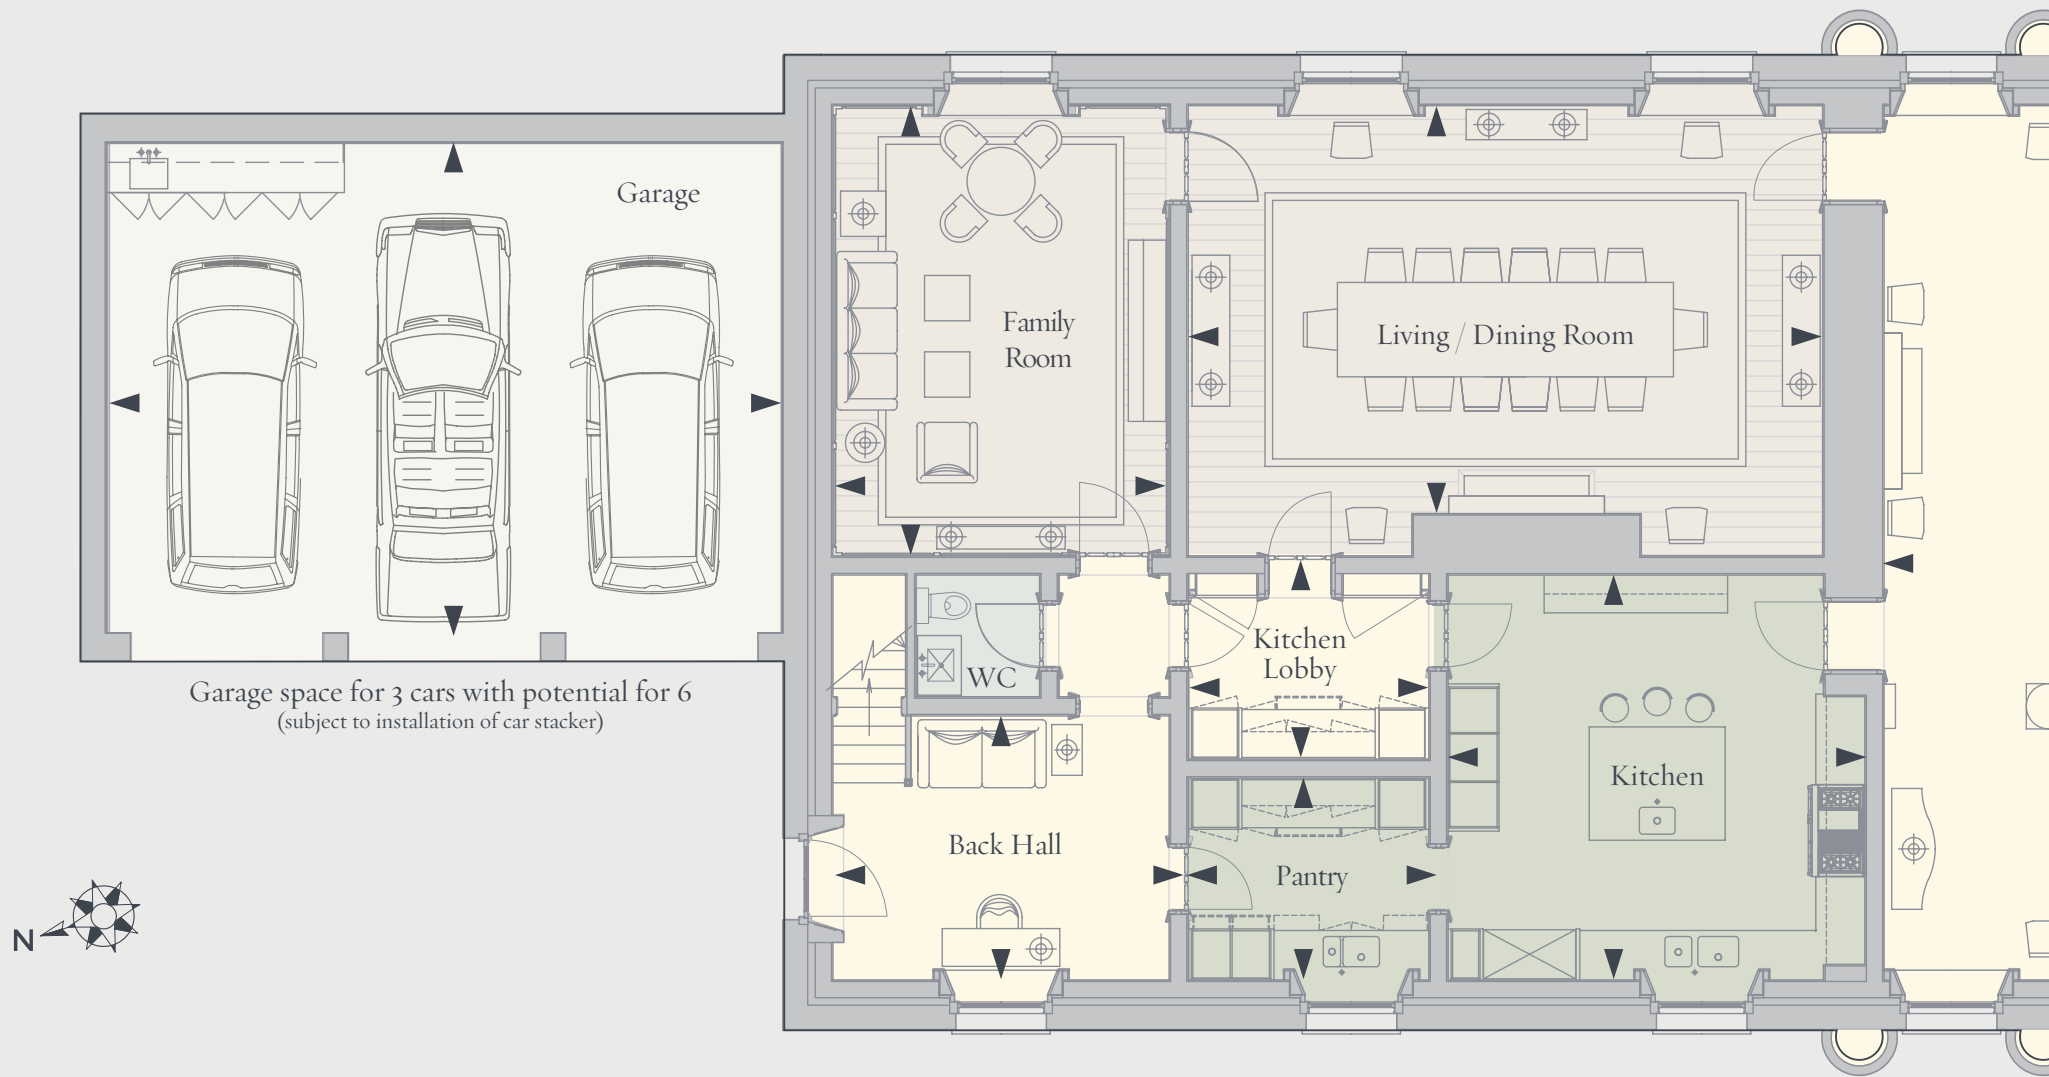 Garage
Family
Room
Living / Dining Room
Garage space for 3 cars with potential for 6
(subject to installation of car stacker)
WC
Kitchen
Lobby
Kitchen
Back Hall
Pantry
N